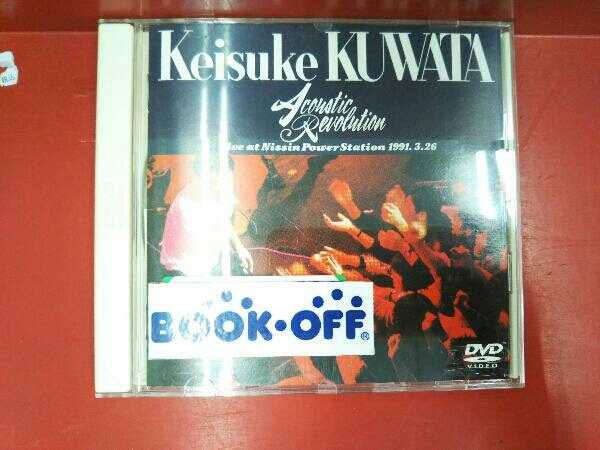 Keisuke KUWATA
Acoustic
Revolution
Live at Nissin Power Station 1991.3.26
BOOK·OFF®
DVD
VIDEO